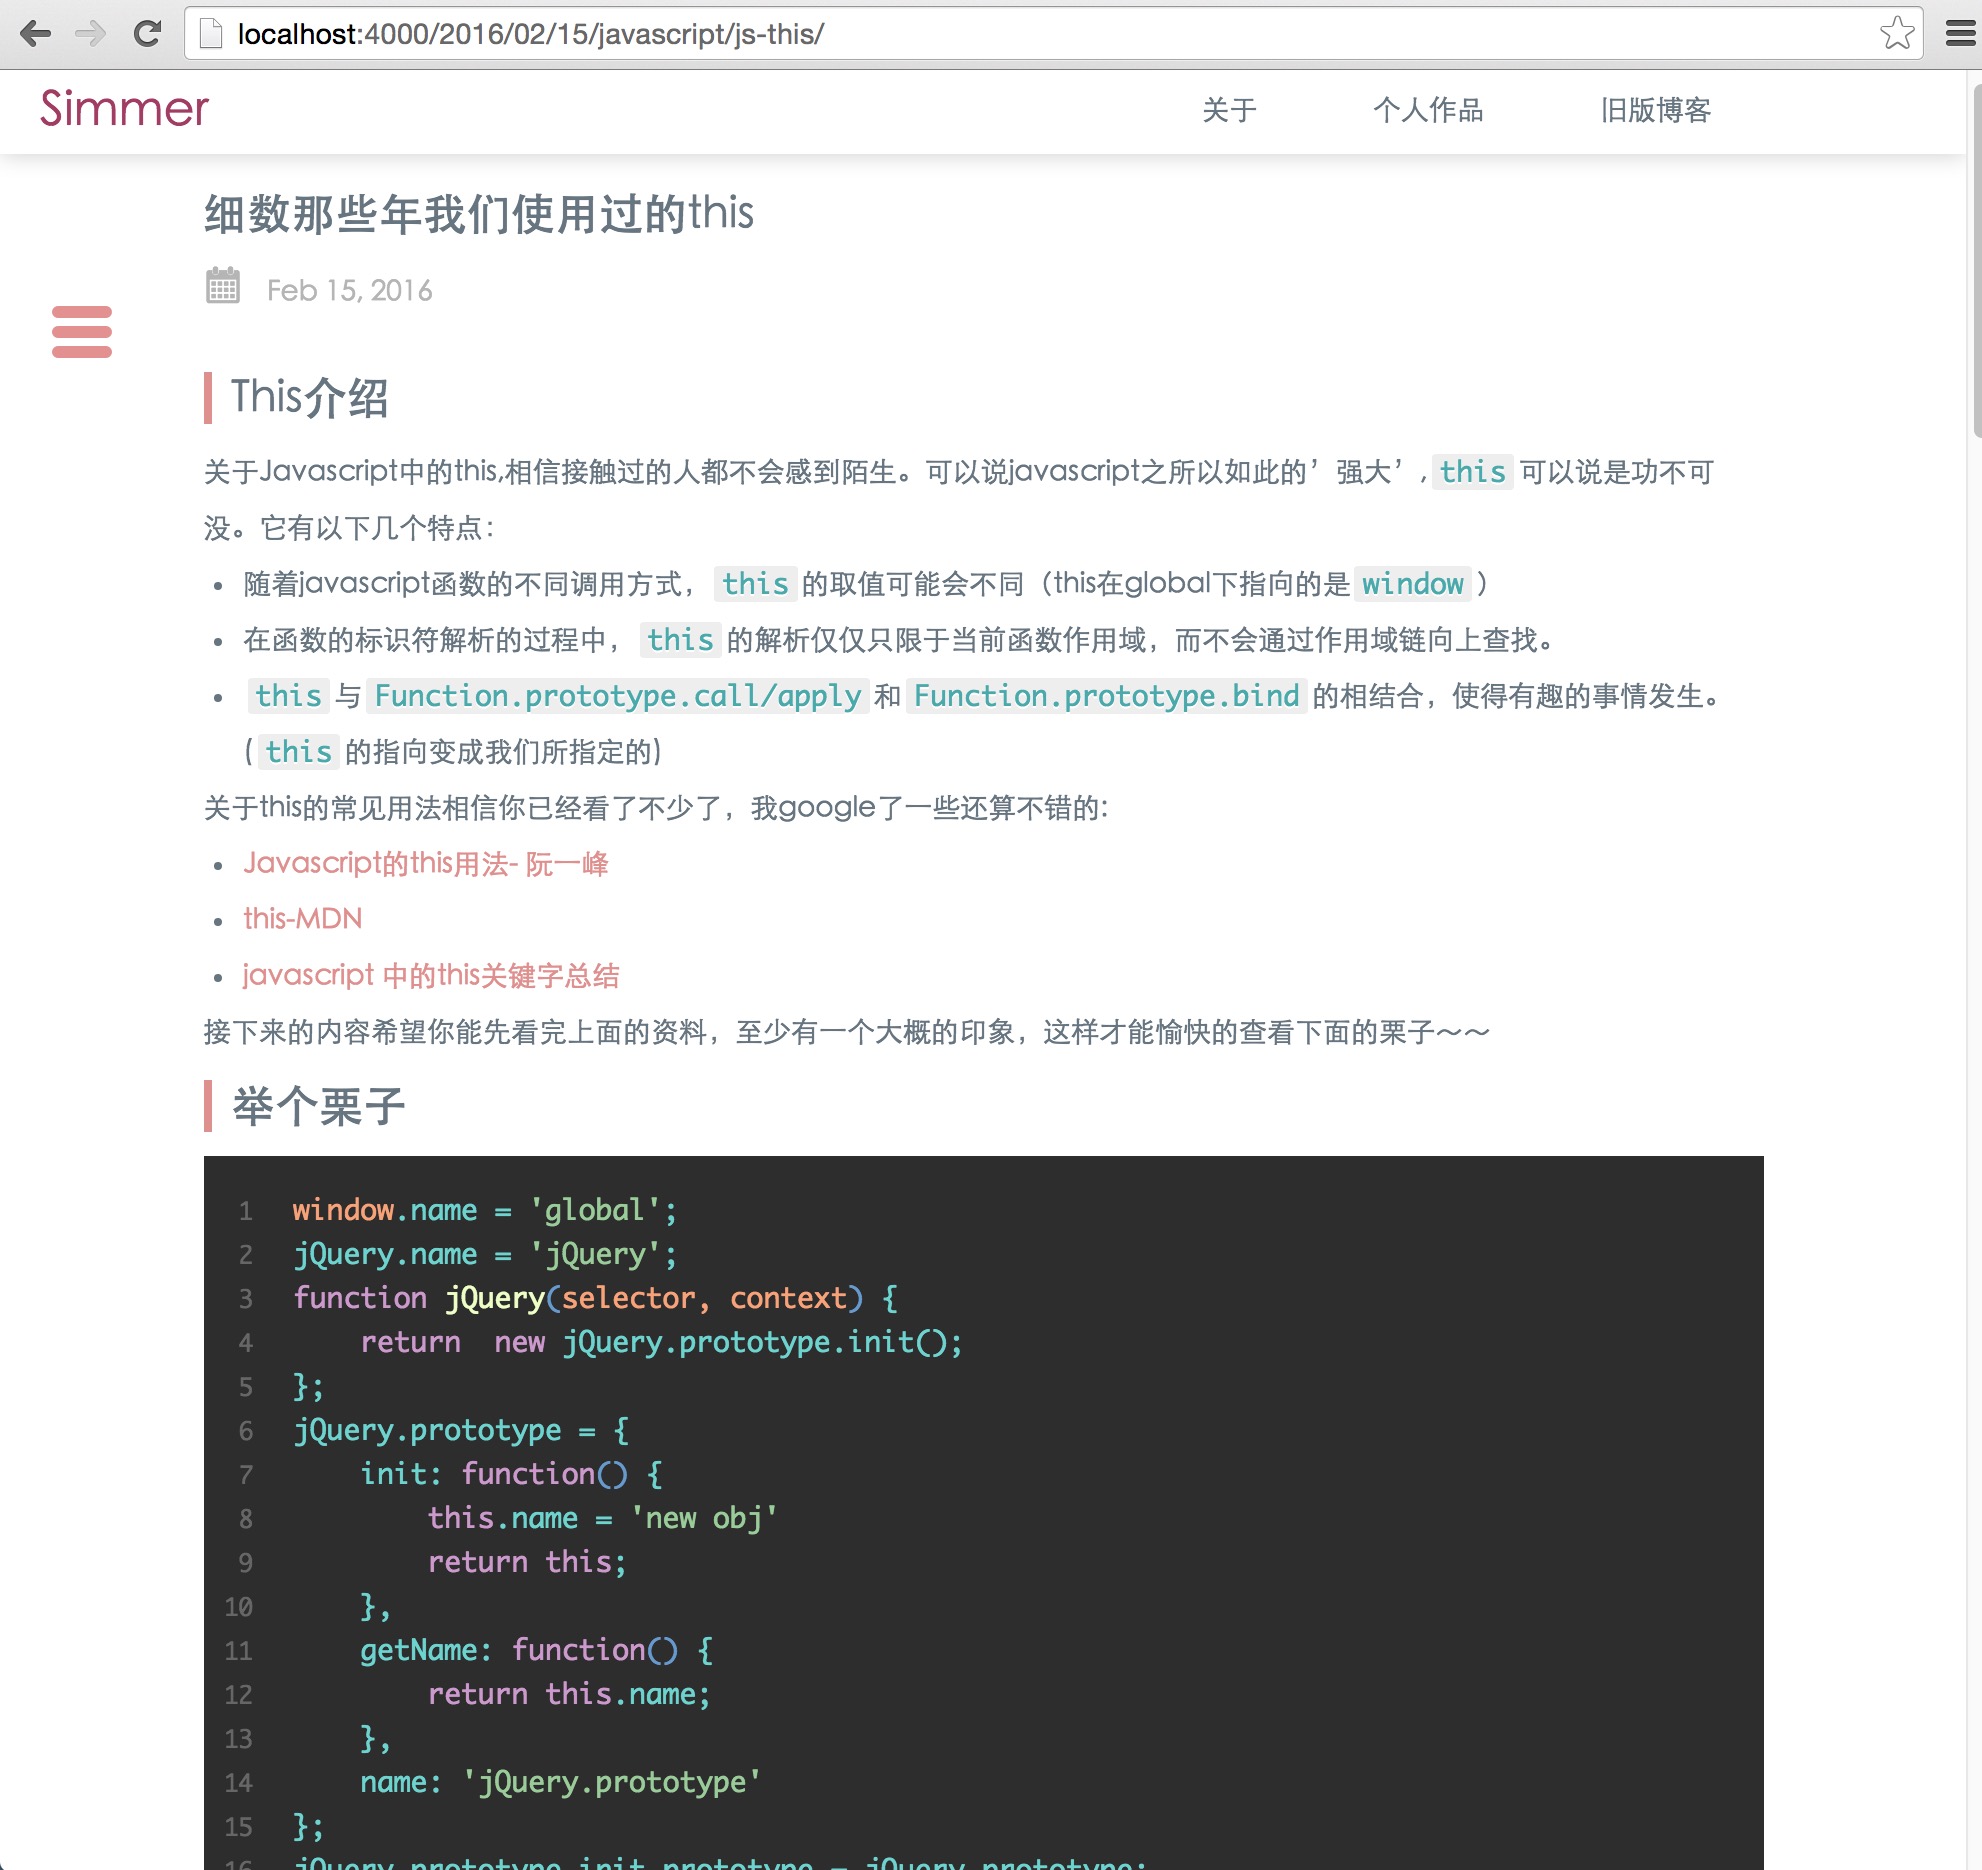 localhost:4000/2016/02/15/javascript/js-this/
Simmer
关于
个人作品
旧版博客
细数那些年我们使用过的this
Feb 15, 2016
This介绍
关于Javascript中的this,相信接触过的人都不会感到陌生。可以说javascript之所以如此的’强大’, this 可以说是功不可
没。它有以下几个特点:
• 随着javascript函数的不同调用方式， this 的取值可能会不同（this在global下指向的是 window ）
• 在函数的标识符解析的过程中， this 的解析仅仅只限于当前函数作用域，而不会通过作用域链向上查找。
• this 与 Function.prototype.call/apply 和 Function.prototype.bind 的相结合，使得有趣的事情发生。
( this 的指向变成我们所指定的)
关于this的常见用法相信你已经看了不少了，我google了一些还算不错的:
• Javascript的this用法- 阮一峰
• this-MDN
• javascript 中的this关键字总结
接下来的内容希望你能先看完上面的资料，至少有一个大概的印象，这样才能愉快的查看下面的栗子～～
举个栗子
1 window.name = 'global';
2 jQuery.name = 'jQuery';
3 function jQuery(selector, context) {
4     return  new jQuery.prototype.init();
5 };
6 jQuery.prototype = {
7     init: function() {
8         this.name = 'new obj'
9         return this;
10     },
11     getName: function() {
12         return this.name;
13     },
14     name: 'jQuery.prototype'
15 };
16 jQuery.prototype.init.prototype = jQuery.prototype;